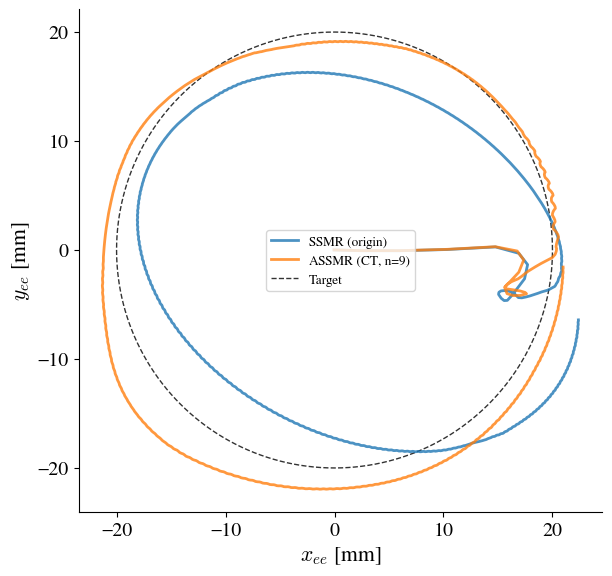 20
10
0
−10
−20
y_ee [mm]
SSMR (origin)
ASSMR (CT, n=9)
Target
−20
−10
0
10
20
x_ee [mm]